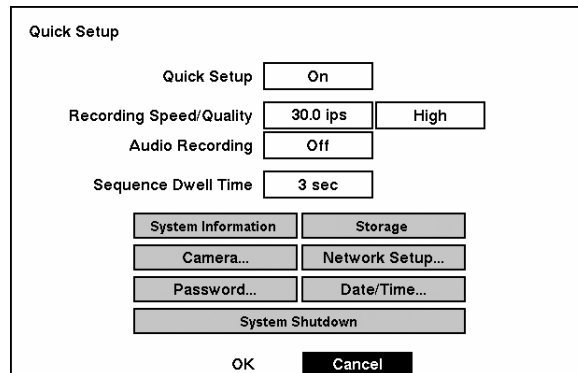 Quick Setup
Quick Setup On
Recording Speed/Quality 30.0 ips High
Audio Recording Off
Sequence Dwell Time 3 sec
System Information Storage
Camera... Network Setup...
Password... Date/Time...
System Shutdown
OK Cancel